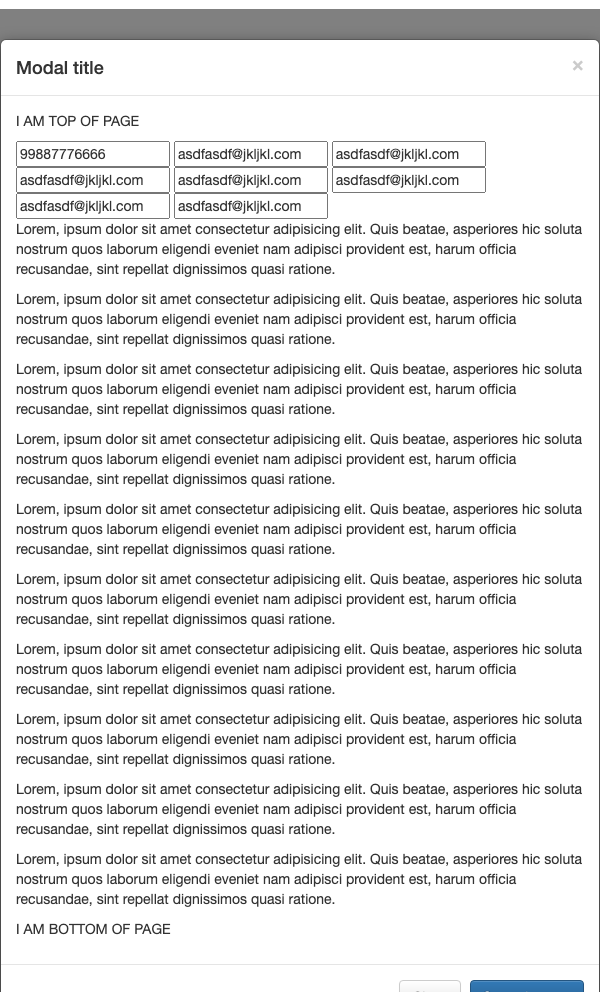 Modal title ×
I AM TOP OF PAGE
99887776666 asdfasdf@jkljkl.com asdfasdf@jkljkl.com
asdfasdf@jkljkl.com asdfasdf@jkljkl.com asdfasdf@jkljkl.com
asdfasdf@jkljkl.com asdfasdf@jkljkl.com
Lorem, ipsum dolor sit amet consectetur adipisicing elit. Quis beatae, asperiores hic soluta
nostrum quos laborum eligendi eveniet nam adipisci provident est, harum officia
recusandae, sint repellat dignissimos quasi ratione.
Lorem, ipsum dolor sit amet consectetur adipisicing elit. Quis beatae, asperiores hic soluta
nostrum quos laborum eligendi eveniet nam adipisci provident est, harum officia
recusandae, sint repellat dignissimos quasi ratione.
Lorem, ipsum dolor sit amet consectetur adipisicing elit. Quis beatae, asperiores hic soluta
nostrum quos laborum eligendi eveniet nam adipisci provident est, harum officia
recusandae, sint repellat dignissimos quasi ratione.
Lorem, ipsum dolor sit amet consectetur adipisicing elit. Quis beatae, asperiores hic soluta
nostrum quos laborum eligendi eveniet nam adipisci provident est, harum officia
recusandae, sint repellat dignissimos quasi ratione.
Lorem, ipsum dolor sit amet consectetur adipisicing elit. Quis beatae, asperiores hic soluta
nostrum quos laborum eligendi eveniet nam adipisci provident est, harum officia
recusandae, sint repellat dignissimos quasi ratione.
Lorem, ipsum dolor sit amet consectetur adipisicing elit. Quis beatae, asperiores hic soluta
nostrum quos laborum eligendi eveniet nam adipisci provident est, harum officia
recusandae, sint repellat dignissimos quasi ratione.
Lorem, ipsum dolor sit amet consectetur adipisicing elit. Quis beatae, asperiores hic soluta
nostrum quos laborum eligendi eveniet nam adipisci provident est, harum officia
recusandae, sint repellat dignissimos quasi ratione.
Lorem, ipsum dolor sit amet consectetur adipisicing elit. Quis beatae, asperiores hic soluta
nostrum quos laborum eligendi eveniet nam adipisci provident est, harum officia
recusandae, sint repellat dignissimos quasi ratione.
Lorem, ipsum dolor sit amet consectetur adipisicing elit. Quis beatae, asperiores hic soluta
nostrum quos laborum eligendi eveniet nam adipisci provident est, harum officia
recusandae, sint repellat dignissimos quasi ratione.
Lorem, ipsum dolor sit amet consectetur adipisicing elit. Quis beatae, asperiores hic soluta
nostrum quos laborum eligendi eveniet nam adipisci provident est, harum officia
recusandae, sint repellat dignissimos quasi ratione.
I AM BOTTOM OF PAGE